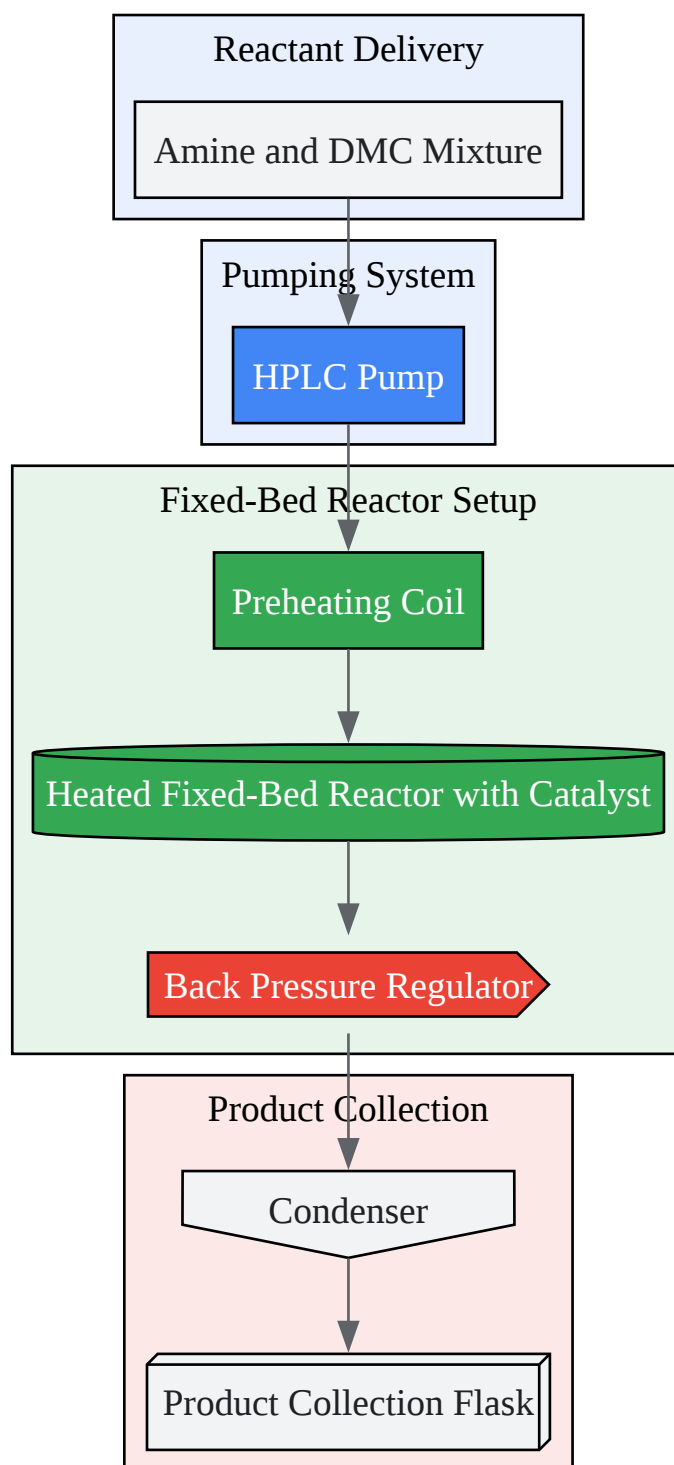 Reactant Delivery
Amine and DMC Mixture
Pumping System
HPLC Pump
Fixed-Bed Reactor Setup
Preheating Coil
Heated Fixed-Bed Reactor with Catalyst
Back Pressure Regulator
Product Collection
Condenser
Product Collection Flask